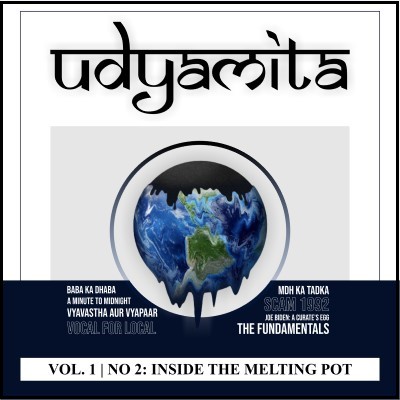 udyamita
BABA KA DHABA
A MINUTE TO MIDNIGHT
VYAVASTHA AUR VYAPAAR
VOCAL FOR LOCAL
MDH KA TADKA
SCAM 1992
JOE BIDEN: A CURATE'S EGG
THE FUNDAMENTALS
VOL. 1 | NO 2: INSIDE THE MELTING POT